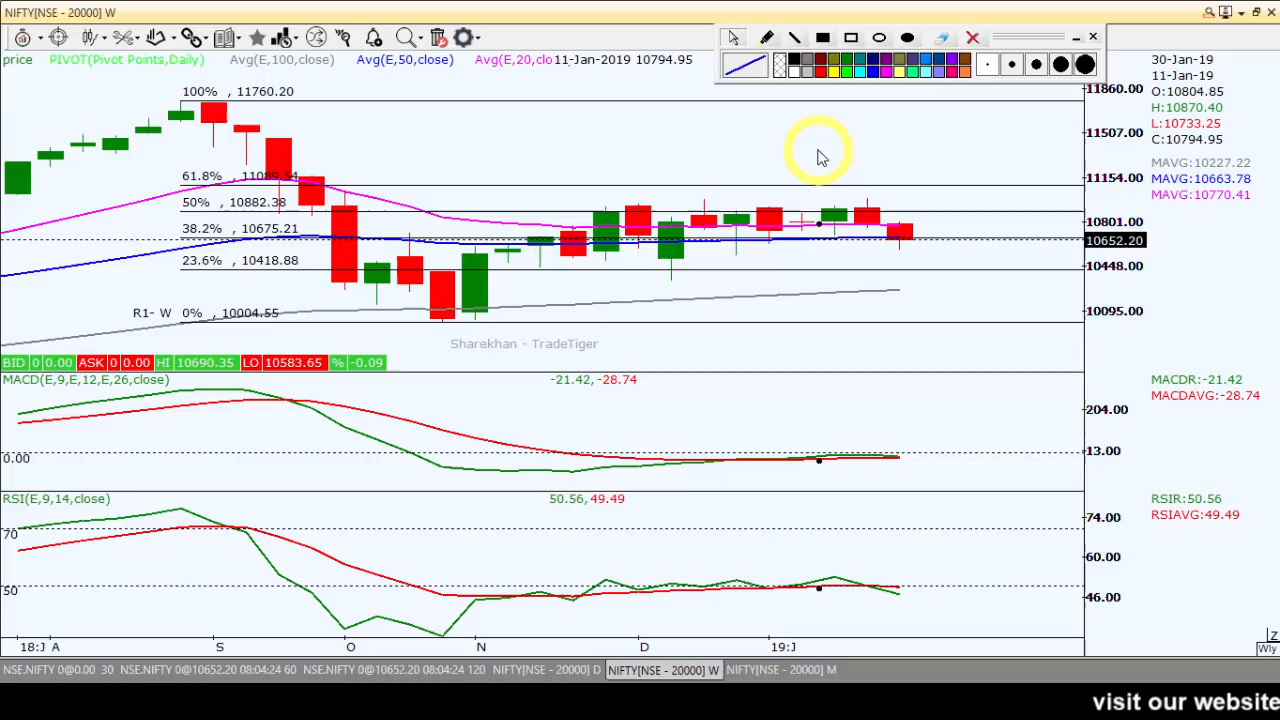 NIFTY[NSE - 20000] W
price PIVOT(Pivot Points,Daily) Avg(E,100,close) Avg(E,50,close) Avg(E,20,clo 11-Jan-2019 10794.95
30-Jan-19
11-Jan-19
O:10804.85
H:10870.40
L:10733.25
C:10794.95
MAVG:10227.22
MAVG:10663.78
MAVG:10770.41
100% , 11760.20
61.8% , 11089.54
50% , 10882.38
38.2% , 10675.21
23.6% , 10418.88
R1- W 0% , 10004.55
11860.00
11507.00
11154.00
10801.00
10652.20
10448.00
10095.00
Sharekhan - TradeTiger
BID 0 0.00 ASK 0 0.00 HI 10690.35 LO 10583.65 % -0.09
MACD(E,9,E,12,E,26,close) -21.42, -28.74
MACDR:-21.42
MACDAVG:-28.74
204.00
13.00
0.00
RSI(E,9,14,close) 50.56, 49.49
RSIR:50.56
RSIAVG:49.49
74.00
70
60.00
50
46.00
18:J A S O N D 19:J
Z
Wly
NSE.NIFTY 0@0.00 30 NSE.NIFTY 0@10652.20 08:04:24 60 NSE.NIFTY 0@10652.20 08:04:24 120 NIFTY[NSE - 20000] D NIFTY[NSE - 20000] W NIFTY[NSE - 20000] M
visit our website